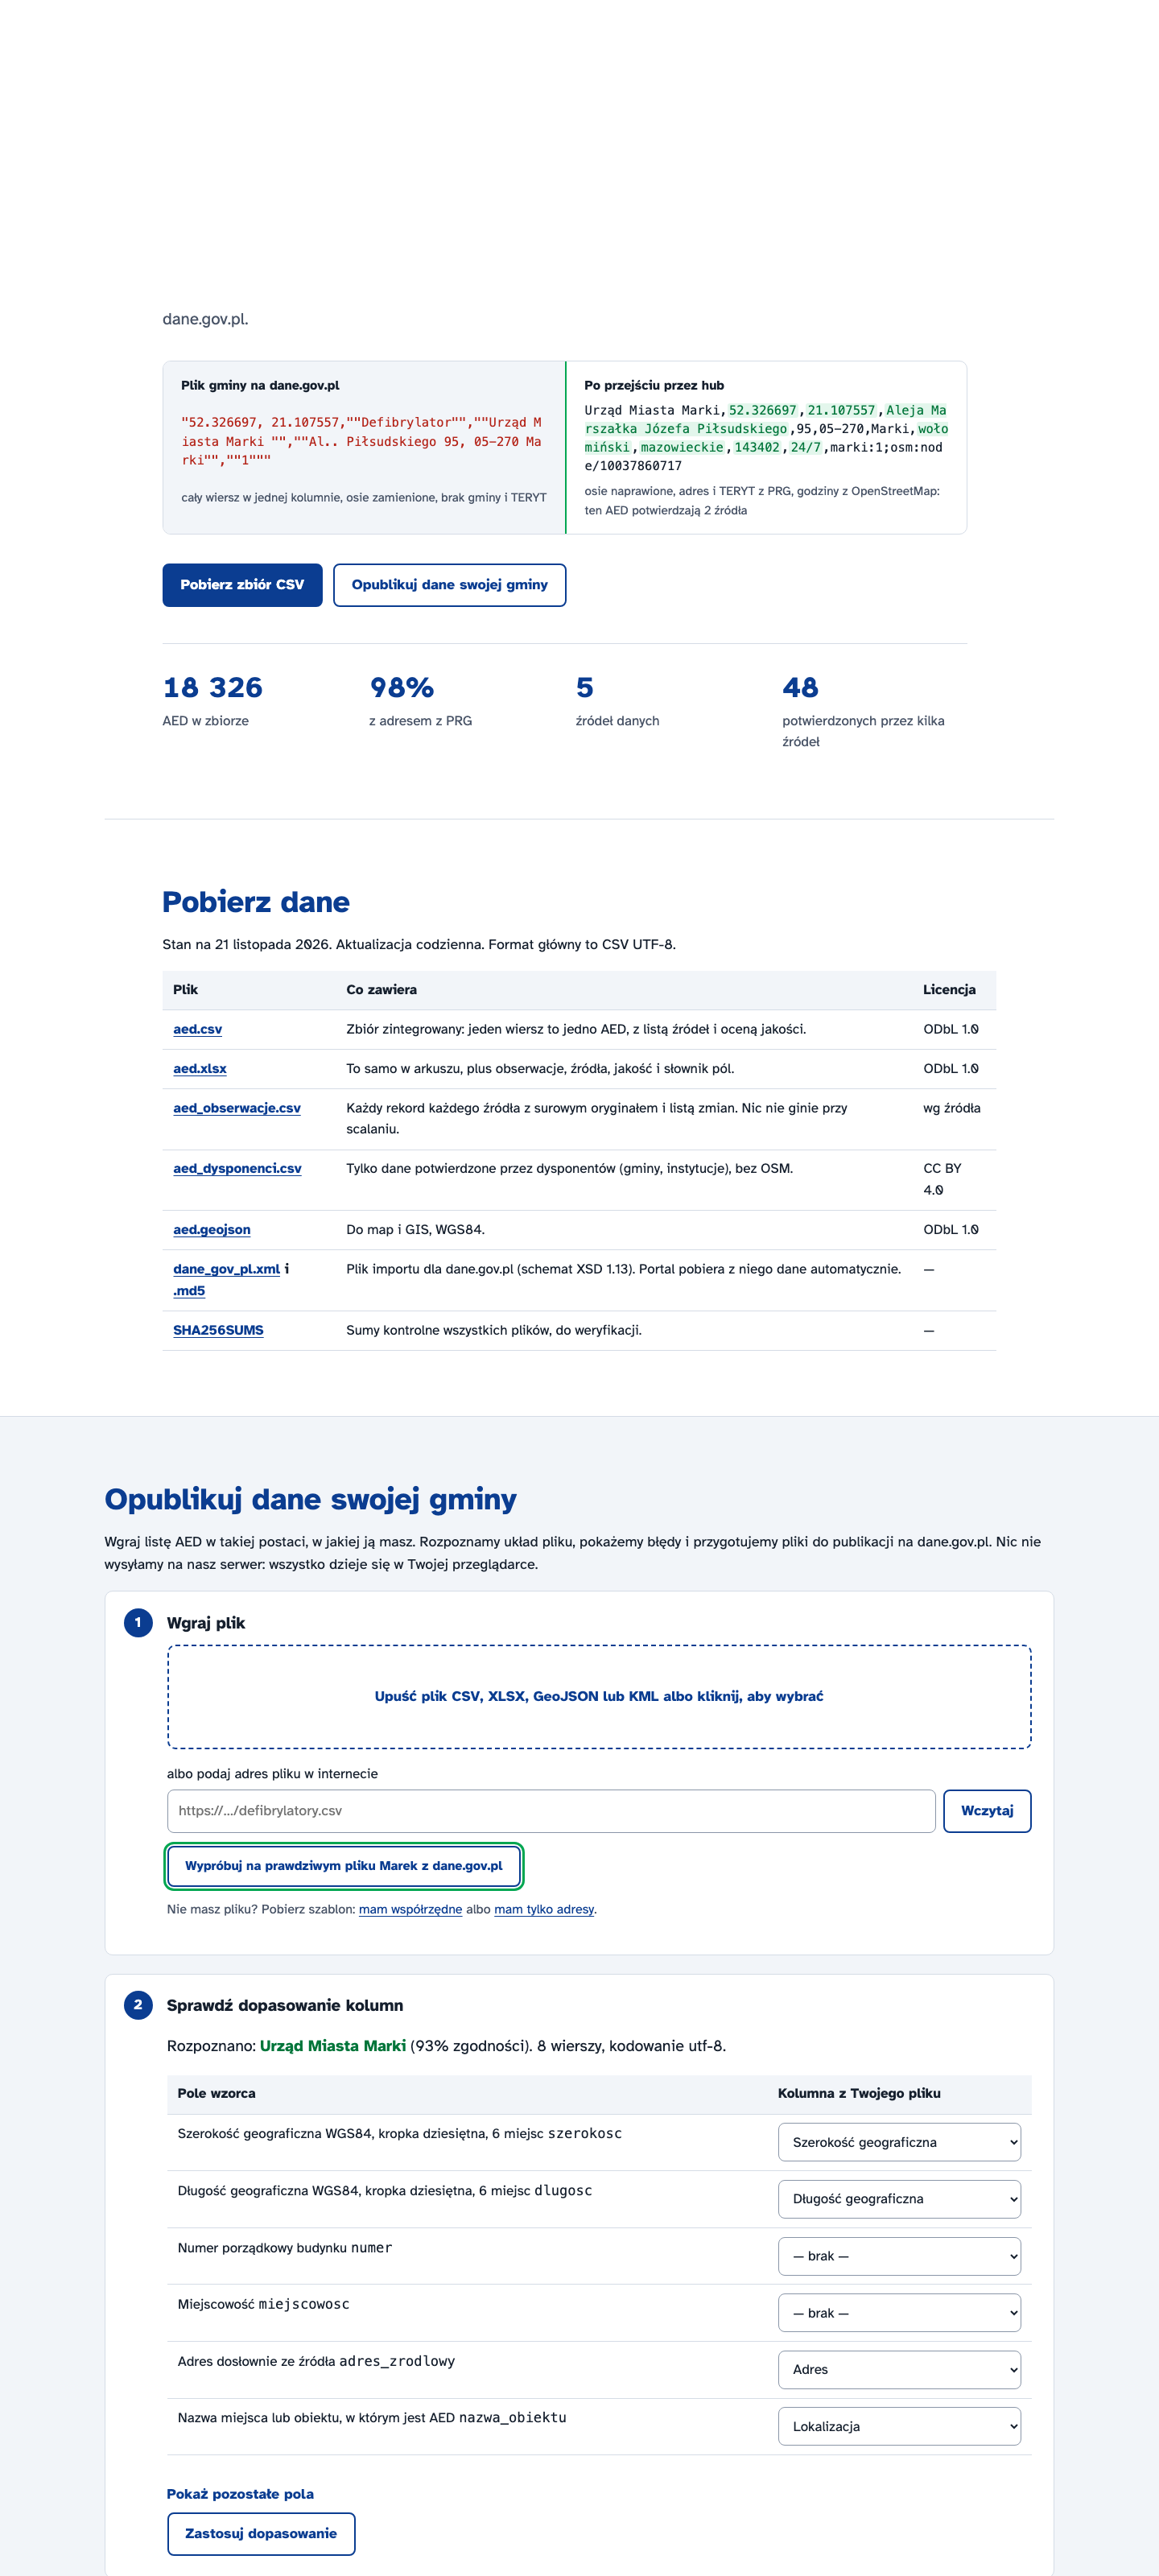 dane.gov.pl.
Plik gminy na dane.gov.pl
"52.326697, 21.107557,""Defibrylator"",""Urząd M
iasta Marki "",""Al.. Piłsudskiego 95, 05-270 Ma
rki"",""1"""
cały wiersz w jednej kolumnie, osie zamienione, brak gminy i TERYT
Po przejściu przez hub
Urząd Miasta Marki,52.326697,21.107557,Aleja Ma
rszałka Józefa Piłsudskiego,95,05-270,Marki,woło
miński,mazowieckie,143402,24/7,marki:1;osm:nod
e/10037860717
osie naprawione, adres i TERYT z PRG, godziny z OpenStreetMap:
ten AED potwierdzają 2 źródła
Pobierz zbiór CSV
Opublikuj dane swojej gminy
18 326
AED w zbiorze
98%
z adresem z PRG
5
źródeł danych
48
potwierdzonych przez kilka
źródeł
Pobierz dane
Stan na 21 listopada 2026. Aktualizacja codzienna. Format główny to CSV UTF-8.
Plik Co zawiera Licencja
aed.csv Zbiór zintegrowany: jeden wiersz to jedno AED, z listą źródeł i oceną jakości. ODbL 1.0
aed.xlsx To samo w arkuszu, plus obserwacje, źródła, jakość i słownik pól. ODbL 1.0
aed_obserwacje.csv Każdy rekord każdego źródła z surowym oryginałem i listą zmian. Nic nie ginie przy wg źródła
scalaniu.
aed_dysponenci.csv Tylko dane potwierdzone przez dysponentów (gminy, instytucje), bez OSM. CC BY
4.0
aed.geojson Do map i GIS, WGS84. ODbL 1.0
dane_gov_pl.xml i Plik importu dla dane.gov.pl (schemat XSD 1.13). Portal pobiera z niego dane automatycznie. —
.md5
SHA256SUMS Sumy kontrolne wszystkich plików, do weryfikacji. —
Opublikuj dane swojej gminy
Wgraj listę AED w takiej postaci, w jakiej ją masz. Rozpoznamy układ pliku, pokażemy błędy i przygotujemy pliki do publikacji na dane.gov.pl. Nic nie
wysyłamy na nasz serwer: wszystko dzieje się w Twojej przeglądarce.
1 Wgraj plik
Upuść plik CSV, XLSX, GeoJSON lub KML albo kliknij, aby wybrać
albo podaj adres pliku w internecie
https://.../defibrylatory.csv Wczytaj
Wypróbuj na prawdziwym pliku Marek z dane.gov.pl
Nie masz pliku? Pobierz szablon: mam współrzędne albo mam tylko adresy.
2 Sprawdź dopasowanie kolumn
Rozpoznano: Urząd Miasta Marki (93% zgodności). 8 wierszy, kodowanie utf-8.
Pole wzorca Kolumna z Twojego pliku
Szerokość geograficzna WGS84, kropka dziesiętna, 6 miejsc szerokosc Szerokość geograficzna
Długość geograficzna WGS84, kropka dziesiętna, 6 miejsc dlugosc Długość geograficzna
Numer porządkowy budynku numer — brak —
Miejscowość miejscowosc — brak —
Adres dosłownie ze źródła adres_zrodlowy Adres
Nazwa miejsca lub obiektu, w którym jest AED nazwa_obiektu Lokalizacja
Pokaż pozostałe pola
Zastosuj dopasowanie